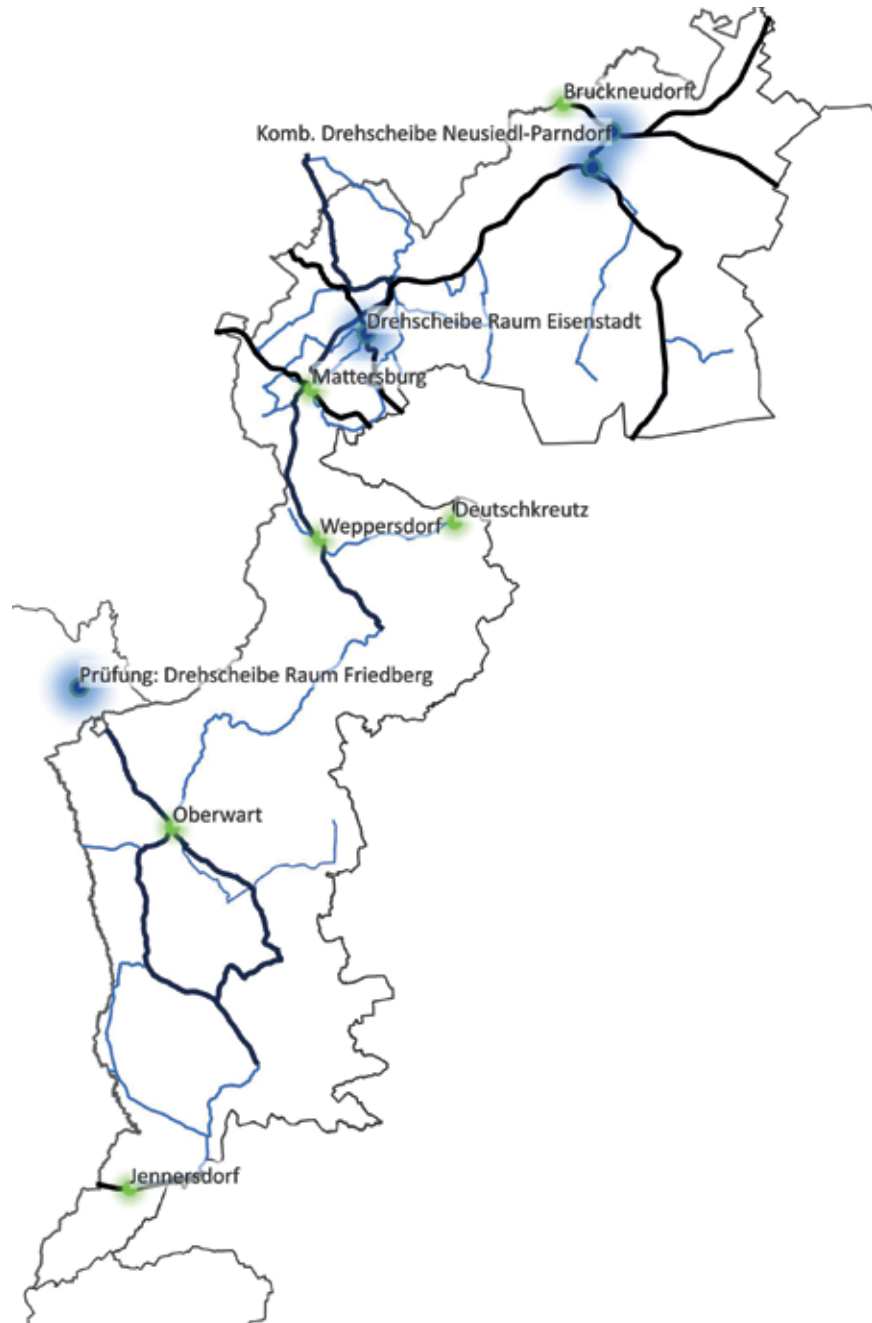 Bruckneudorf
Komb. Drehscheibe Neusiedl-Parndorf
Drehscheibe Raum Eisenstadt
Mattersburg
Deutschkreutz
Weppersdorf
Prüfung: Drehscheibe Raum Friedberg
Oberwart
Jennersdorf